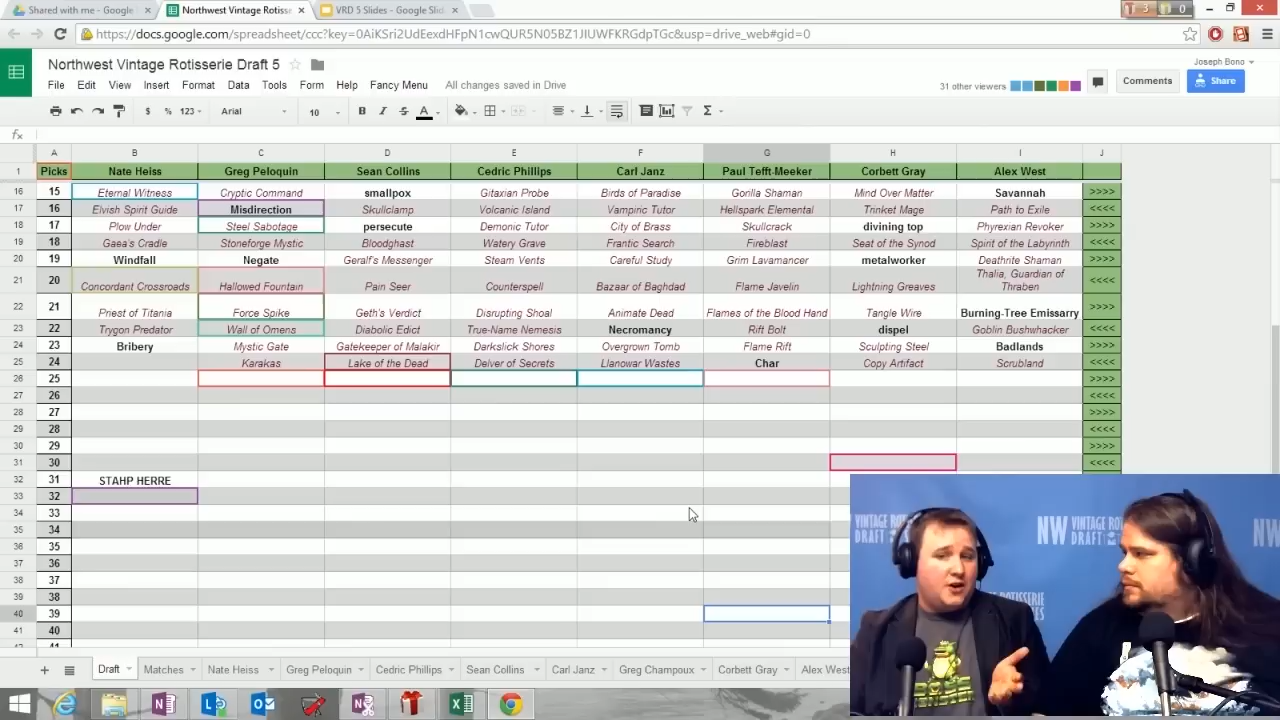 Shared with me - Google
Northwest Vintage Rotisse
VRD 5 Slides - Google Slid
3 0
https://docs.google.com/spreadsheet/ccc?key=0AiKSri2UdEexdHFpN1cwQUR5N05BZ1JIUWFKRGdpTGc&usp=drive_web#gid=0
Northwest Vintage Rotisserie Draft 5
Joseph Bono
File Edit View Insert Format Data Tools Form Help Fancy Menu All changes saved in Drive
31 other viewers Comments Share
$ % 123 Arial 10 B I S A Σ
fx
A B C D E F G H I J
1 Picks Nate Heiss Greg Peloquin Sean Collins Cedric Phillips Carl Janz Paul Tefft-Meeker Corbett Gray Alex West >>>>
16 15 Eternal Witness Cryptic Command smallpox Gitaxian Probe Birds of Paradise Gorilla Shaman Mind Over Matter Savannah >>>>
17 16 Elvish Spirit Guide Misdirection Skullclamp Volcanic Island Vampiric Tutor Hellspark Elemental Trinket Mage Path to Exile <<<<
18 17 Plow Under Steel Sabotage persecute Demonic Tutor City of Brass Skullcrack divining top Phyrexian Revoker >>>>
19 18 Gaea's Cradle Stoneforge Mystic Bloodghast Watery Grave Frantic Search Fireblast Seat of the Synod Spirit of the Labyrinth <<<<
20 19 Windfall Negate Geralf's Messenger Steam Vents Careful Study Grim Lavamancer metalworker Deathrite Shaman >>>>
21 20 Concordant Crossroads Hallowed Fountain Pain Seer Counterspell Bazaar of Baghdad Flame Javelin Lightning Greaves Thalia, Guardian of Thraben <<<<
22 21 Priest of Titania Force Spike Geth's Verdict Disrupting Shoal Animate Dead Flames of the Blood Hand Tangle Wire Burning-Tree Emissarry >>>>
23 22 Trygon Predator Wall of Omens Diabolic Edict True-Name Nemesis Necromancy Rift Bolt dispel Goblin Bushwhacker <<<<
24 23 Bribery Mystic Gate Gatekeeper of Malakir Darkslick Shores Overgrown Tomb Flame Rift Sculpting Steel Badlands >>>>
25 24 Karakas Lake of the Dead Delver of Secrets Llanowar Wastes Char Copy Artifact Scrubland <<<<
26 25 >>>>
27 26 <<<<
28 27 >>>>
29 28 <<<<
30 29 >>>>
31 30 <<<<
32 31 STAHP HERRE
33 32
34 33
35 34
36 35
37 36
38 37
39 38
40 39
41 40
NW VINTAGE RO
DRAFT
NW VINTAGE ROTISSERIE
DRAFT
NW
Draft Matches Nate Heiss Greg Peloquin Cedric Phillips Sean Collins Carl Janz Greg Champoux Corbett Gray Alex West